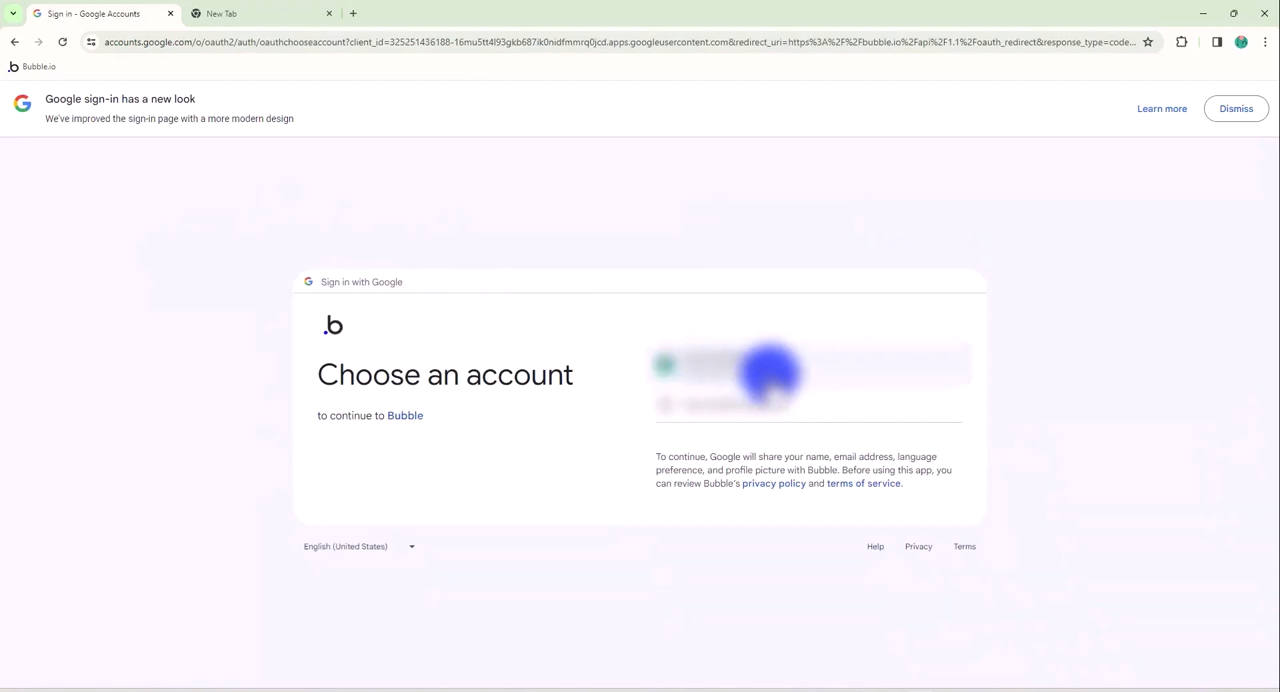 Sign in - Google Accounts
New Tab
accounts.google.com/o/oauth2/auth/oauthchooseaccount?client_id=325251436188-16mu5tt4l93gkb687ik0nidfmmrq0jcd.apps.googleusercontent.com&redirect_uri=https%3A%2F%2Fbubble.io%2Fapi%2F1.1%2Foauth_redirect&response_type=code...
.b Bubble.io
Google sign-in has a new look
We've improved the sign-in page with a more modern design
Learn more
Dismiss
Sign in with Google
.b
Choose an account
to continue to Bubble
To continue, Google will share your name, email address, language
preference, and profile picture with Bubble. Before using this app, you
can review Bubble's privacy policy and terms of service.
English (United States)
Help
Privacy
Terms